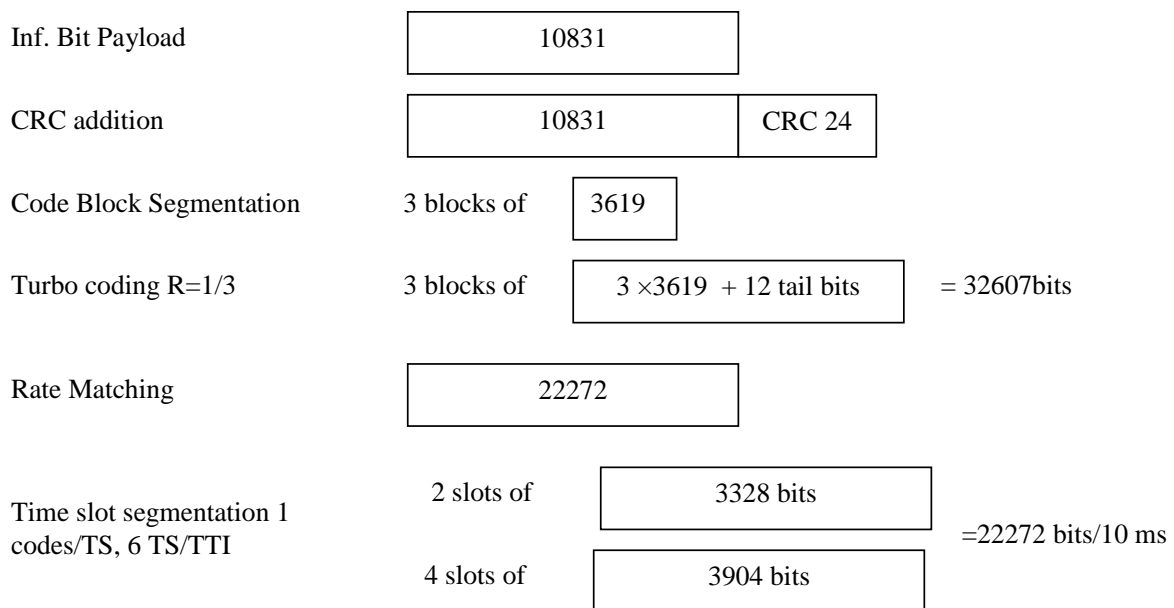 Inf. Bit Payload 10831
CRC addition 10831 CRC 24
Code Block Segmentation 3 blocks of 3619
Turbo coding R=1/3 3 blocks of 3 ×3619 + 12 tail bits = 32607bits
Rate Matching 22272
2 slots of 3328 bits
Time slot segmentation 1
codes/TS, 6 TS/TTI
=22272 bits/10 ms
4 slots of 3904 bits